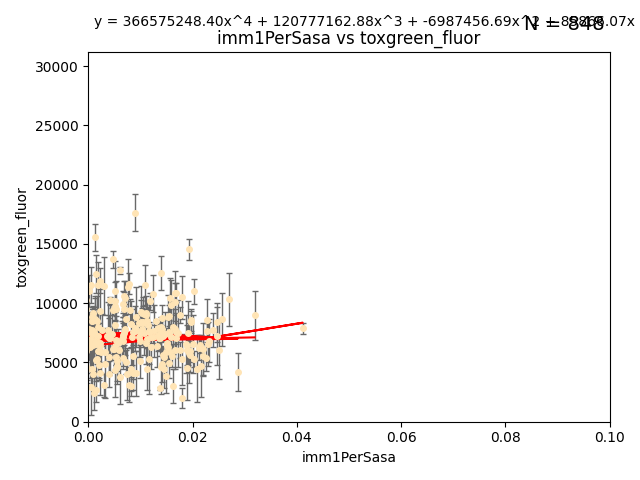 y = 366575248.40x^4 + 120777162.88x^3 + -6987456.69x^2 +
N = 848
imm1PerSasa vs toxgreen_fluor
30000
25000
20000
15000
10000
5000
0
toxgreen_fluor
0.00 0.02 0.04 0.06 0.08 0.10
imm1PerSasa